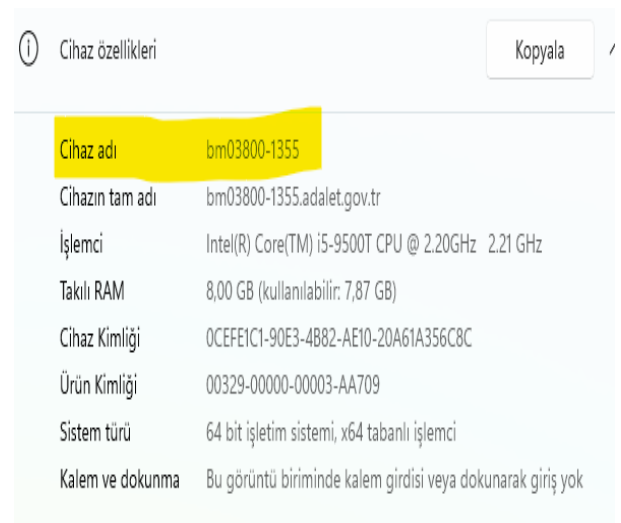 Cihaz özellikleri
Kopyala
Cihaz adı bm03800-1355
Cihazın tam adı bm03800-1355.adalet.gov.tr
İşlemci Intel(R) Core(TM) i5-9500T CPU @ 2.20GHz 2.21 GHz
Takılı RAM 8,00 GB (kullanılabilir: 7,87 GB)
Cihaz Kimliği 0CEFE1C1-90E3-4B82-AE10-20A61A356C8C
Ürün Kimliği 00329-00000-00003-AA709
Sistem türü 64 bit işletim sistemi, x64 tabanlı işlemci
Kalem ve dokunma Bu görüntü biriminde kalem girdisi veya dokunarak giriş yok